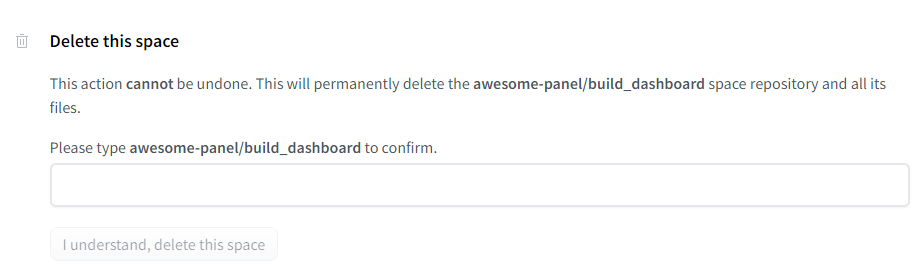 Delete this space
This action cannot be undone. This will permanently delete the awesome-panel/build_dashboard space repository and all its
files.
Please type awesome-panel/build_dashboard to confirm.
I understand, delete this space